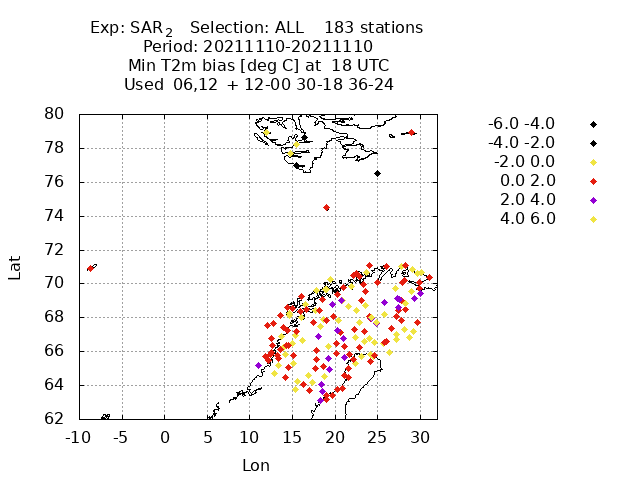 Exp: SAR2   Selection: ALL    183 stations
Period: 20211110-20211110
Min T2m bias [deg C] at  18 UTC
Used  06,12  + 12-00 30-18 36-24
-6.0 -4.0
-4.0 -2.0
-2.0 0.0
0.0 2.0
2.0 4.0
4.0 6.0
80
78
76
74
72
70
68
66
64
62
Lat
-10 -5 0 5 10 15 20 25 30
Lon